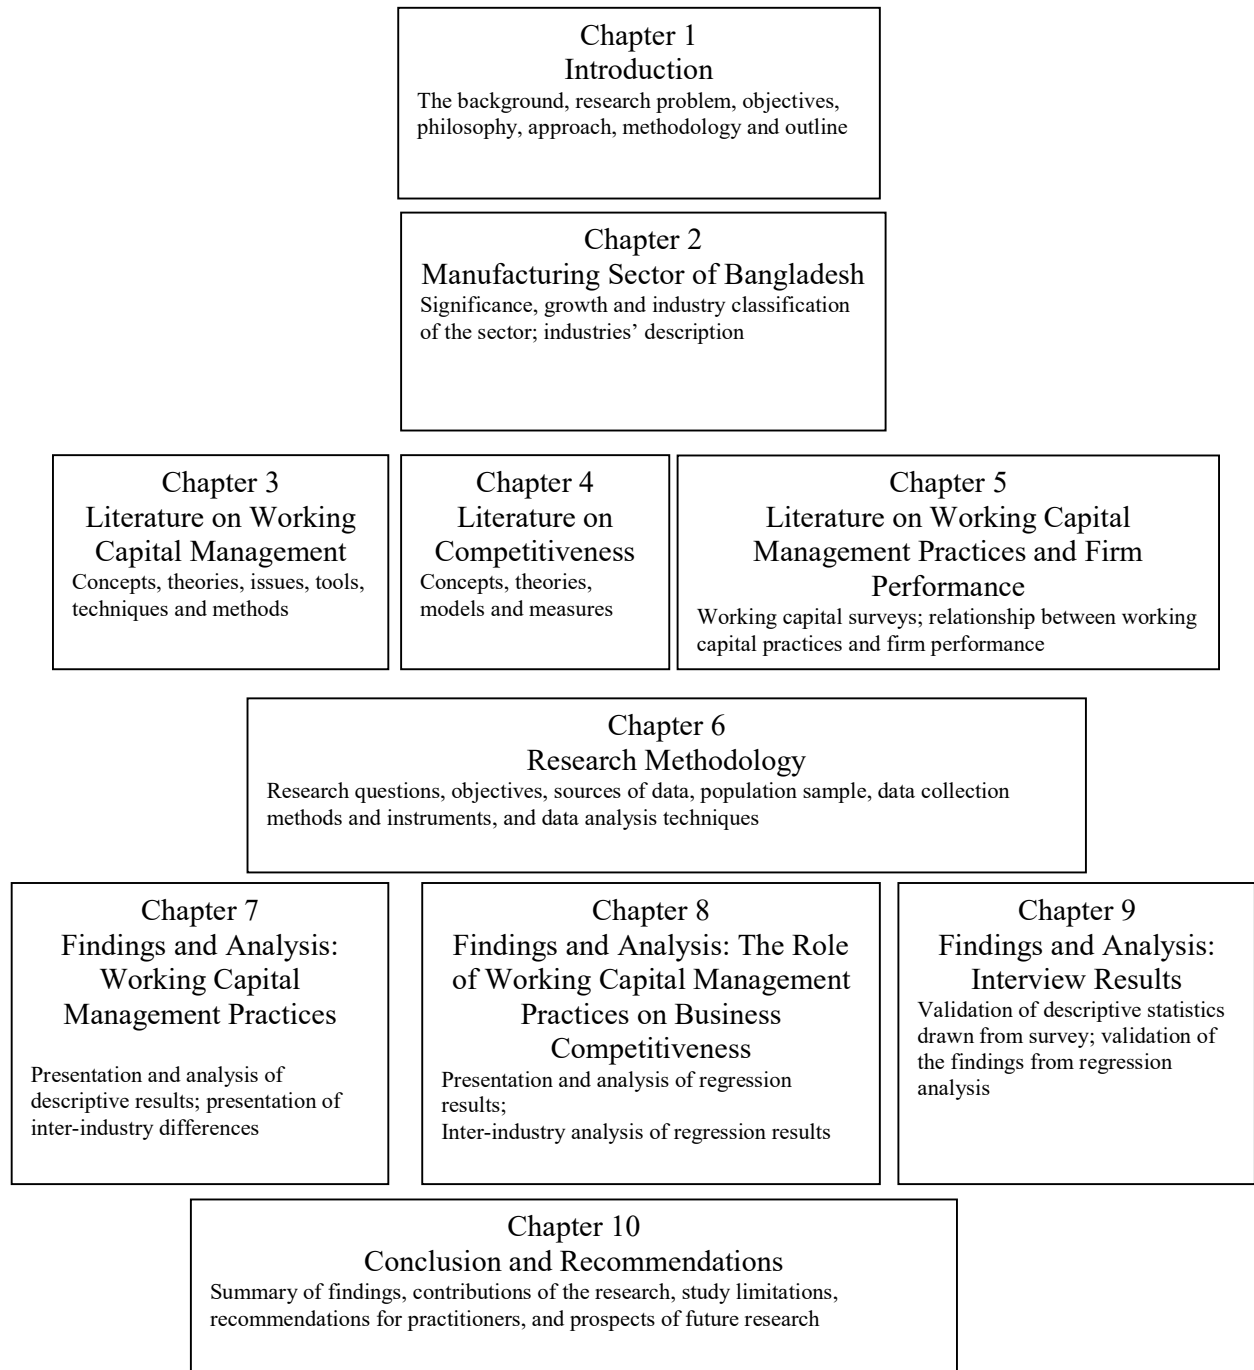 Chapter 1
Introduction
The background, research problem, objectives,
philosophy, approach, methodology and outline
Chapter 2
Manufacturing Sector of Bangladesh
Significance, growth and industry classification
of the sector; industries’ description
Chapter 3
Literature on Working
Capital Management
Concepts, theories, issues, tools,
techniques and methods
Chapter 4
Literature on
Competitiveness
Concepts, theories,
models and measures
Chapter 5
Literature on Working Capital
Management Practices and Firm
Performance
Working capital surveys; relationship between working
capital practices and firm performance
Chapter 6
Research Methodology
Research questions, objectives, sources of data, population sample, data collection
methods and instruments, and data analysis techniques
Chapter 7
Findings and Analysis:
Working Capital
Management Practices
Presentation and analysis of
descriptive results; presentation of
inter-industry differences
Chapter 8
Findings and Analysis: The Role
of Working Capital Management
Practices on Business
Competitiveness
Presentation and analysis of regression
results;
Inter-industry analysis of regression results
Chapter 9
Findings and Analysis:
Interview Results
Validation of descriptive statistics
drawn from survey; validation of
the findings from regression
analysis
Chapter 10
Conclusion and Recommendations
Summary of findings, contributions of the research, study limitations,
recommendations for practitioners, and prospects of future research